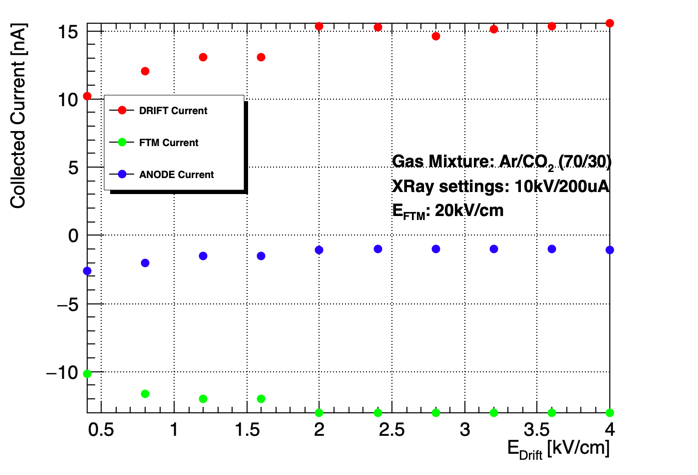 Collected Current [nA]
15
10
5
0
−5
−10
DRIFT Current
FTM Current
ANODE Current
Gas Mixture: Ar/CO2 (70/30)
XRay settings: 10kV/200uA
EFTM: 20kV/cm
0.5 1 1.5 2 2.5 3 3.5 4
EDrift [kV/cm]